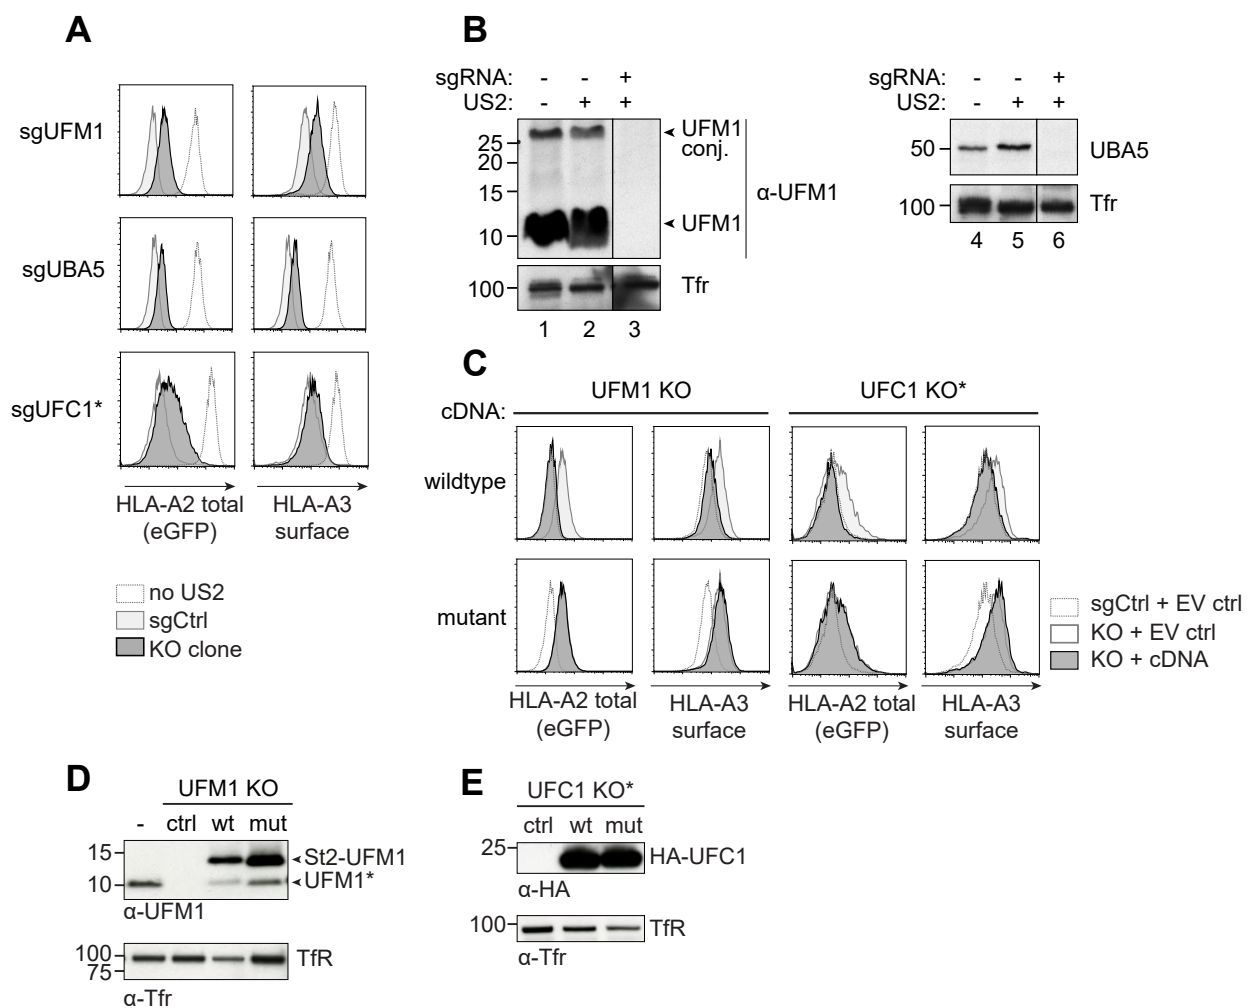 A
sgUFM1
sgUBA5
sgUFC1*
HLA-A2 total
(eGFP)
HLA-A3
surface
no US2
sgCtrl
KO clone
B
sgRNA: - - +
US2: - + +
25
20
15
10
UFM1
conj.
UFM1
α-UFM1
100
Tfr
1 2 3
sgRNA: - - +
US2: - + +
50
UBA5
100
Tfr
4 5 6
C
UFM1 KO
UFC1 KO*
cDNA:
wildtype
mutant
HLA-A2 total
(eGFP)
HLA-A3
surface
HLA-A2 total
(eGFP)
HLA-A3
surface
sgCtrl + EV ctrl
KO + EV ctrl
KO + cDNA
D
UFM1 KO
- ctrl wt mut
15
10
St2-UFM1
UFM1*
α-UFM1
100
75
TfR
α-Tfr
E
UFC1 KO*
ctrl wt mut
25
HA-UFC1
α-HA
100
TfR
α-Tfr